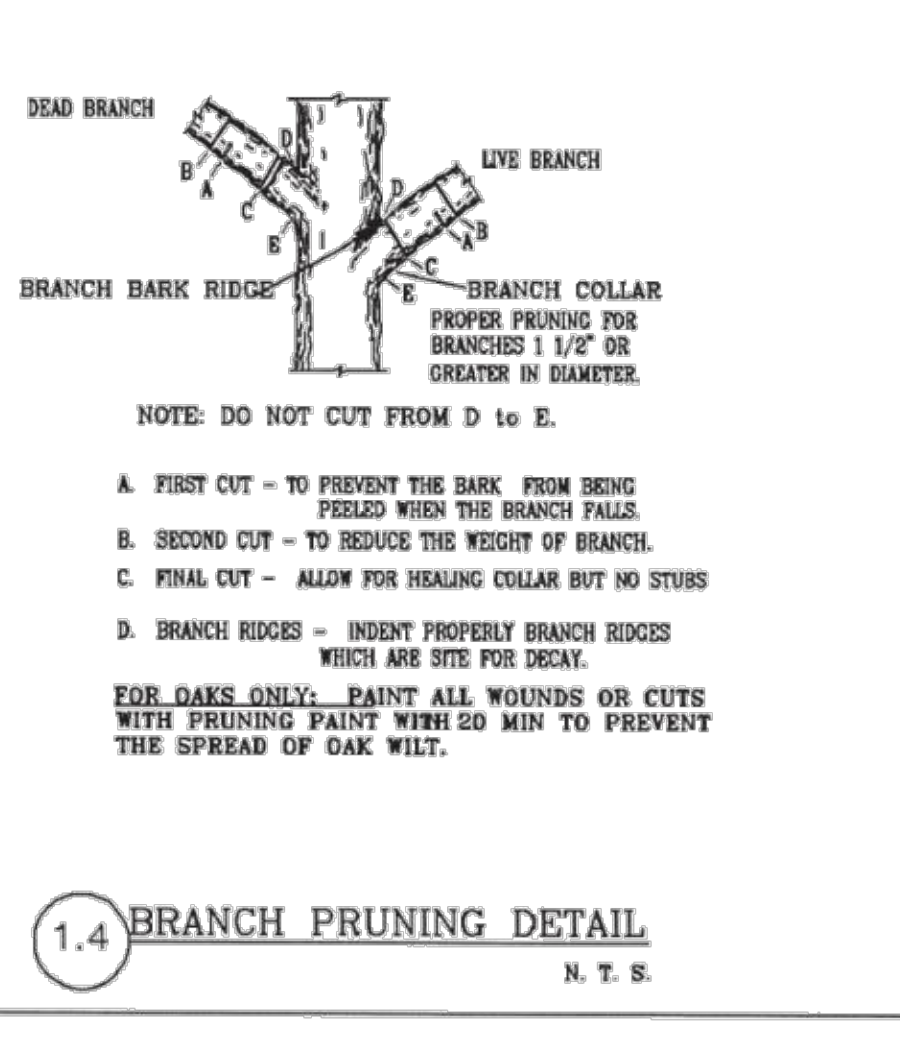 DEAD BRANCH
D
LIVE BRANCH
B
A
D
C
B
E
A
C
BRANCH BARK RIDGE
E
BRANCH COLLAR
PROPER PRUNING FOR
BRANCHES 1 1/2" OR
GREATER IN DIAMETER.
NOTE: DO NOT CUT FROM D to E.
A. FIRST CUT - TO PREVENT THE BARK FROM BEING
PEELED WHEN THE BRANCH FALLS.
B. SECOND CUT - TO REDUCE THE WEIGHT OF BRANCH.
C. FINAL CUT - ALLOW FOR HEALING COLLAR BUT NO STUBS
D. BRANCH RIDGES - INDENT PROPERLY BRANCH RIDGES
WHICH ARE SITE FOR DECAY.
FOR OAKS ONLY: PAINT ALL WOUNDS OR CUTS
WITH PRUNING PAINT WITH 20 MIN TO PREVENT
THE SPREAD OF OAK WILT.
1.4 BRANCH PRUNING DETAIL
N. T. S.